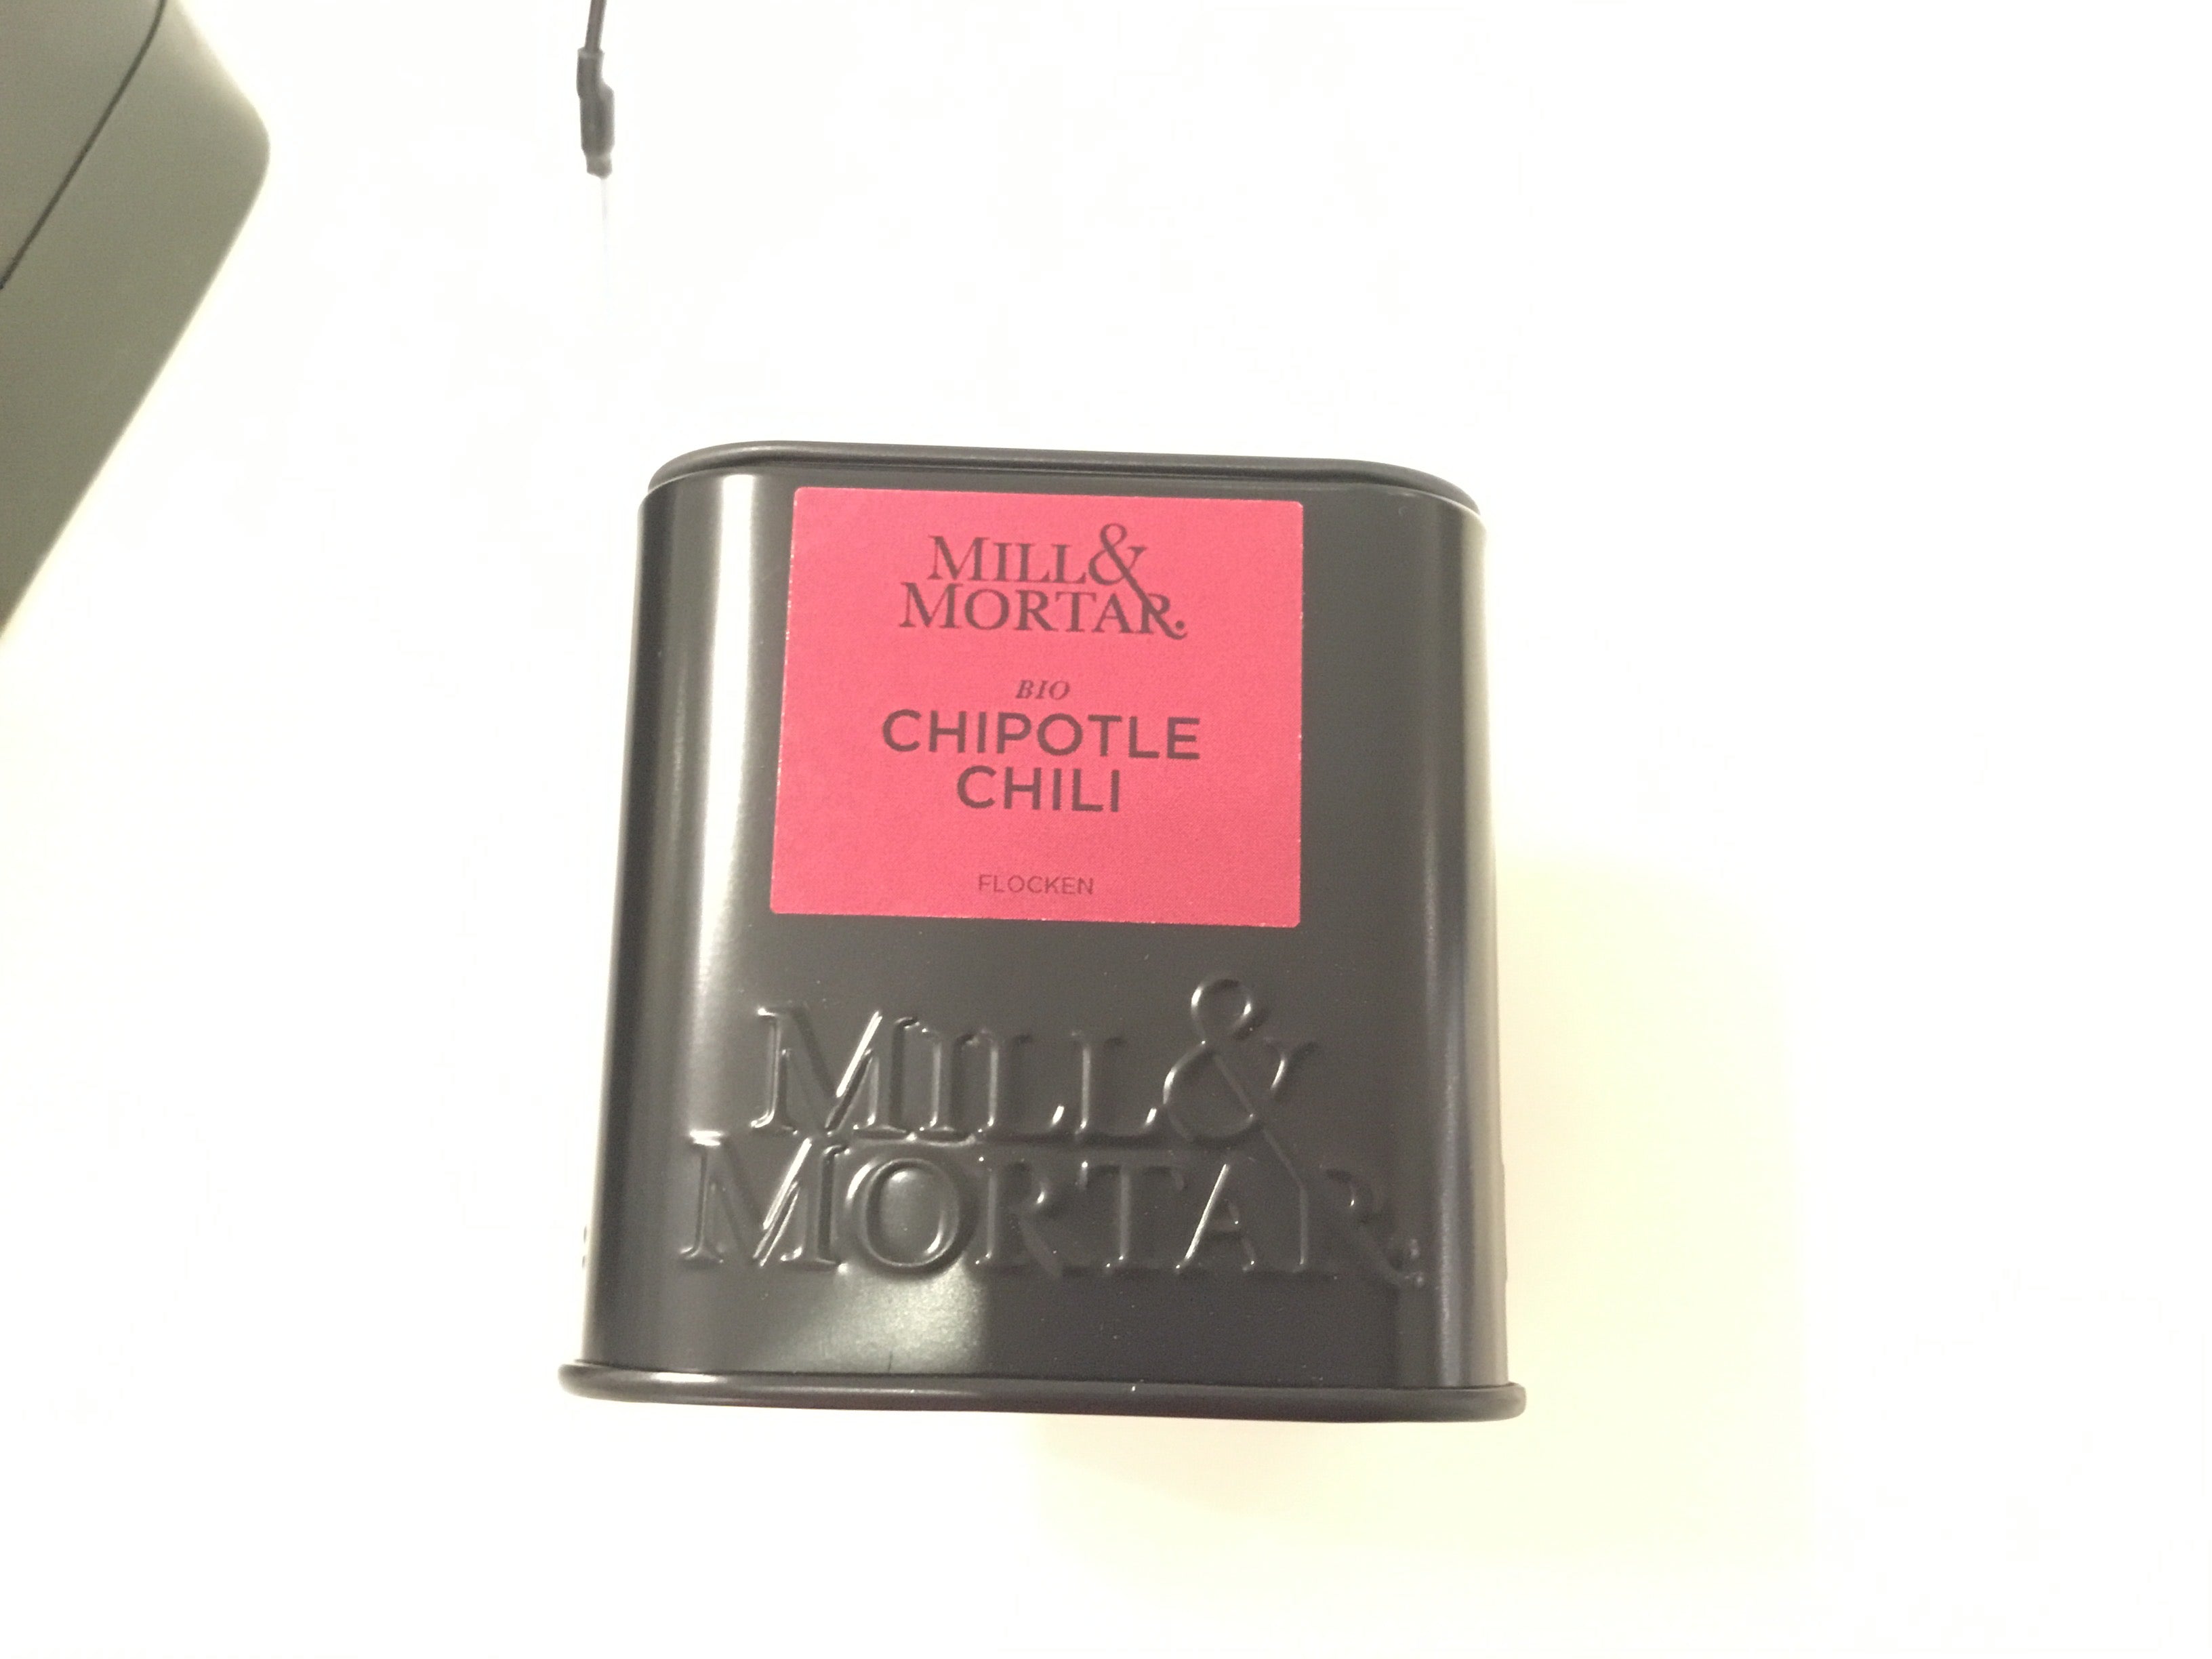 MILL&
MORTAR.
BIO
CHIPOTLE
CHILI
FLOCKEN
MILL&
MORTAR.